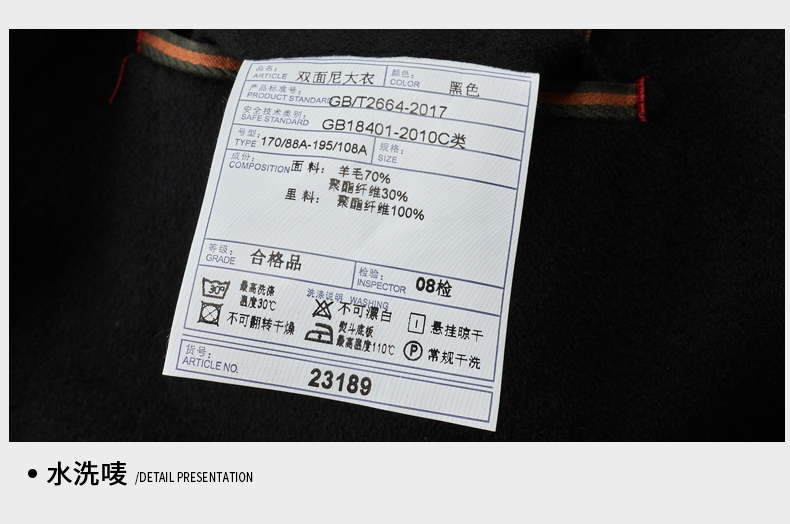 品名: 双面尼大衣 颜色: 黑色
ARTICLE COLOR
产品标准号: GB/T2664-2017
PRODUCT STANDARD
安全技术类别: GB18401-2010C类
SAFE STANDARD
号型: 170/88A-195/108A 规格:
TYPE SIZE
成份: 面料: 羊毛70%
COMPOSITION 聚酯纤维30%
里料: 聚酯纤维100%
等级: 合格品 检验: 08检
GRADE INSPECTOR
洗涤说明 WASHING
30° 最高洗涤 温度30℃ 不可漂白 悬挂晾干
不可翻转干燥 熨斗底板 最高温度110℃ P 常规干洗
货号: 23189
ARTICLE NO.
水洗唛 /DETAIL PRESENTATION